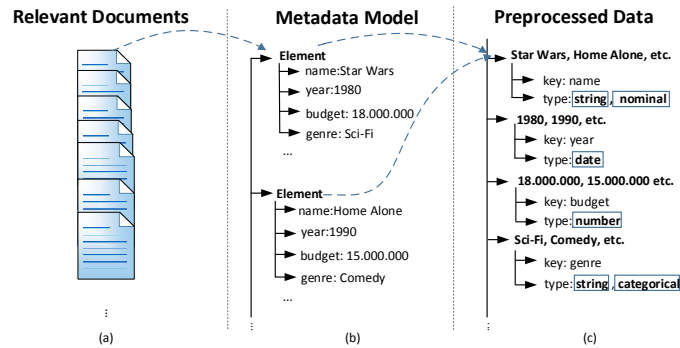 Relevant Documents
⋮
(a)
Metadata Model
Element
name:Star Wars
year:1980
budget: 18.000.000
genre: Sci-Fi
...
Element
name:Home Alone
year:1990
budget: 15.000.000
genre: Comedy
...
⋮
(b)
Preprocessed Data
Star Wars, Home Alone, etc.
key: name
type: string, nominal
1980, 1990, etc.
key: year
type: date
18.000.000, 15.000.000 etc.
key: budget
type: number
Sci-Fi, Comedy, etc.
key: genre
type: string, categorical
⋮
(c)